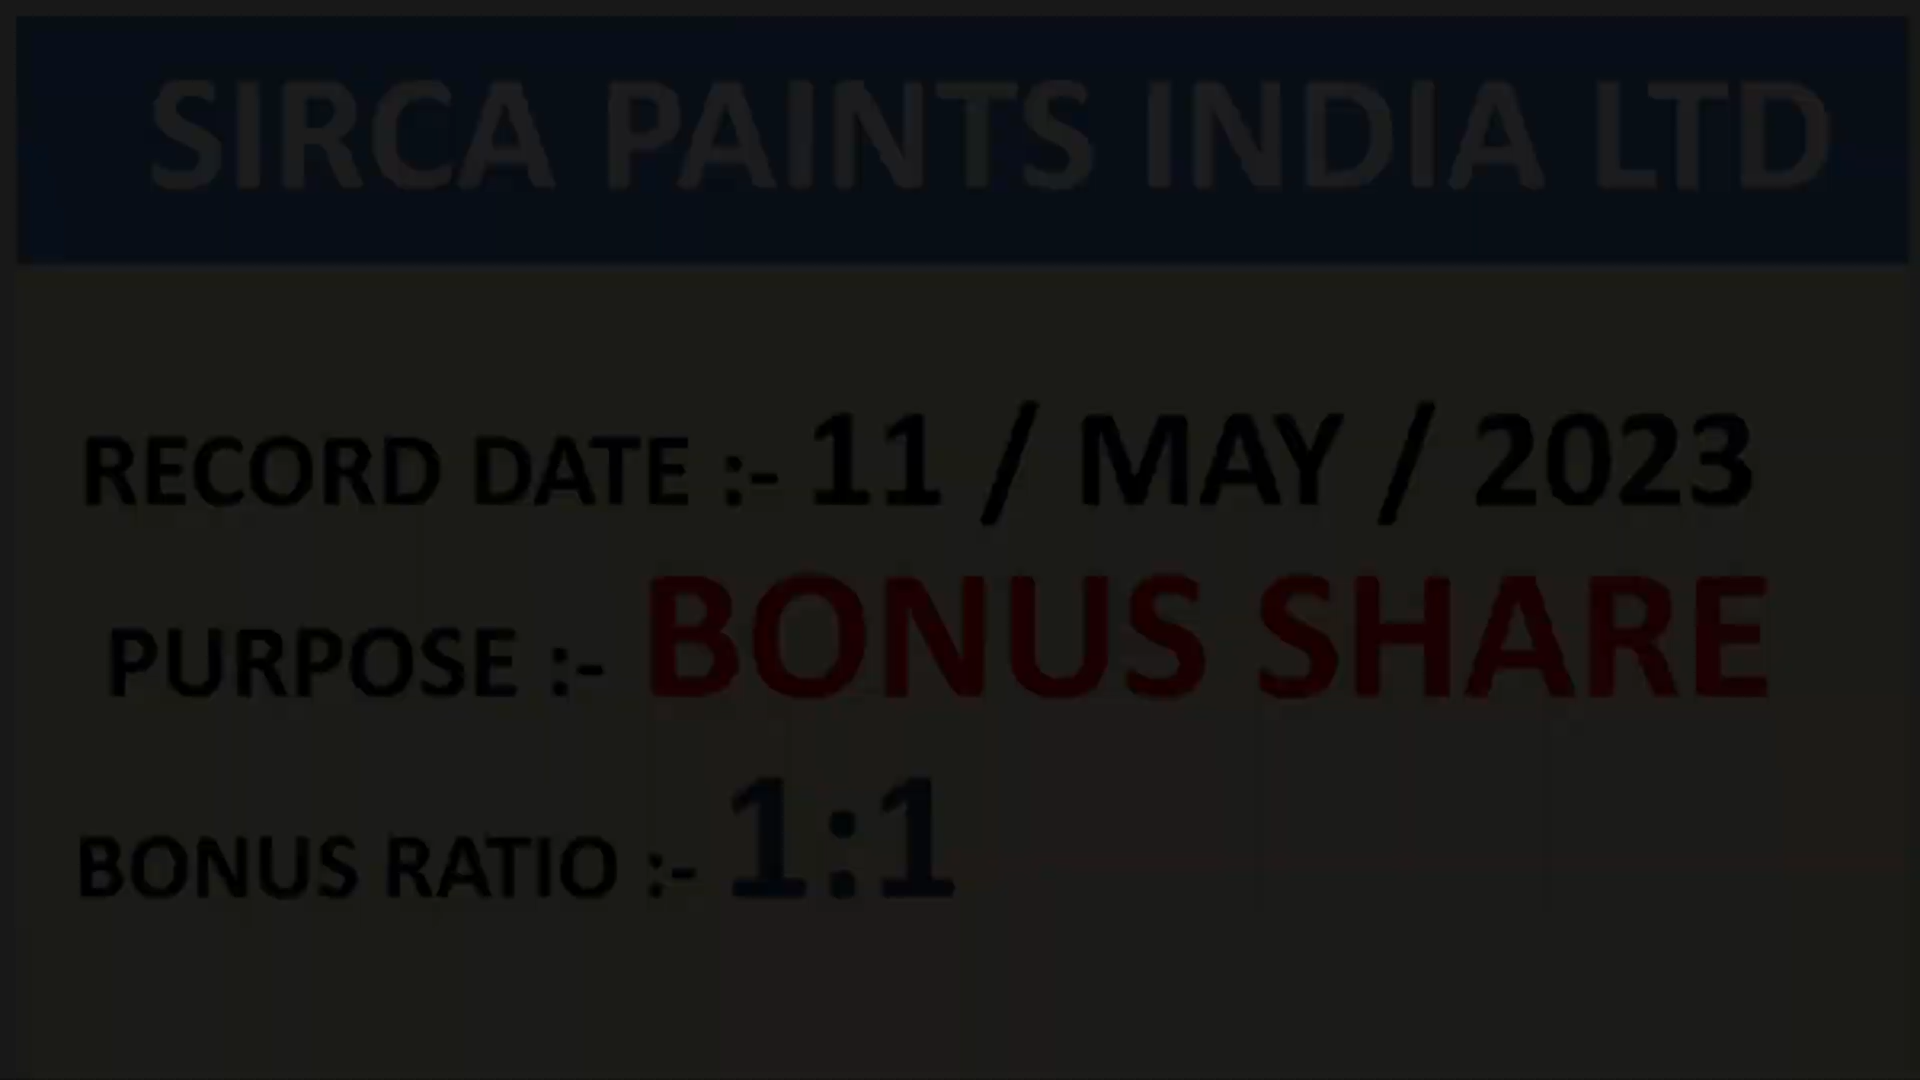 SIRCA PAINTS INDIA LTD
RECORD DATE :- 11 / MAY / 2023
PURPOSE :- BONUS SHARE
BONUS RATIO :- 1:1